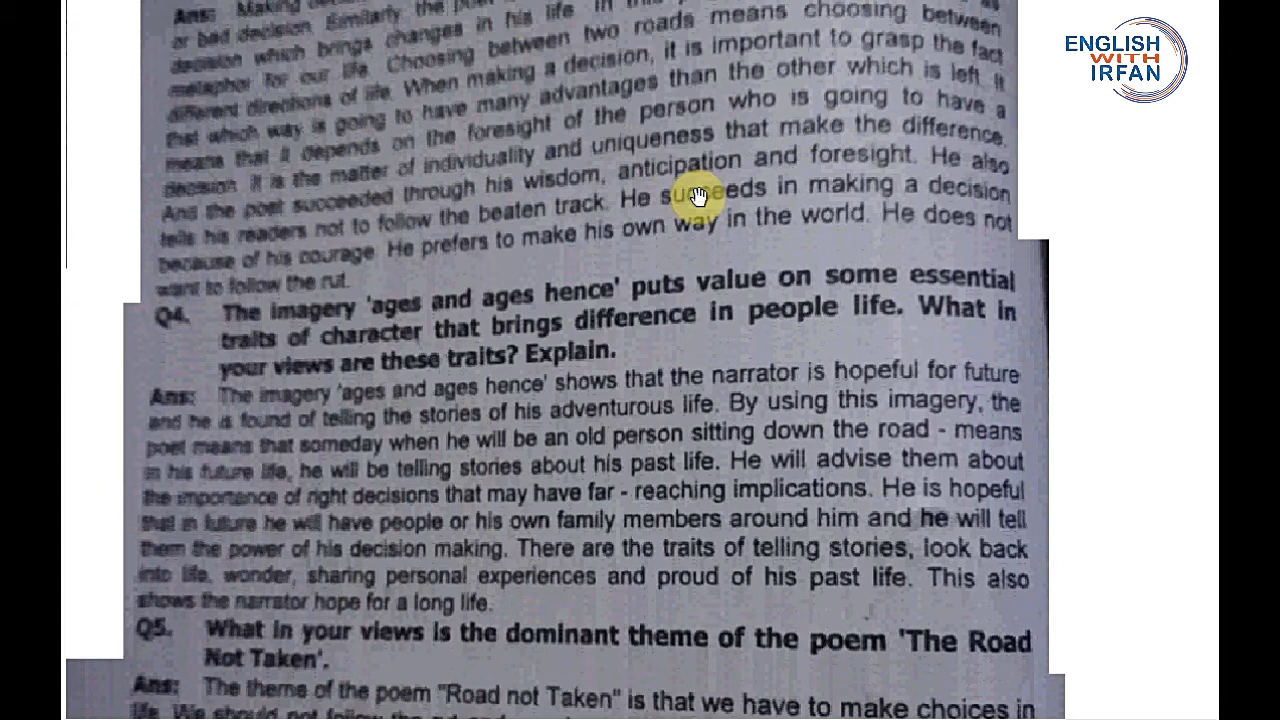 Ans: Making
or bad decision. Similarly the poet
decision which brings changes in his life. In this
metaphor for our life. Choosing between two roads means choosing between
different directions of life. When making a decision, it is important to grasp the fact
that which way is going to have many advantages than the other which is left. It
means that it depends on the foresight of the person who is going to have a
decision. It is the matter of individuality and uniqueness that make the difference.
And the poet succeeded through his wisdom, anticipation and foresight. He also
tells his readers not to follow the beaten track. He succeeds in making a decision
because of his courage. He prefers to make his own way in the world. He does not
want to follow the rut.
Q4. The imagery 'ages and ages hence' puts value on some essential
traits of character that brings difference in people life. What in
your views are these traits? Explain.
Ans: The imagery 'ages and ages hence' shows that the narrator is hopeful for future
and he is found of telling the stories of his adventurous life. By using this imagery, the
poet means that someday when he will be an old person sitting down the road - means
in his future life, he will be telling stories about his past life. He will advise them about
the importance of right decisions that may have far - reaching implications. He is hopeful
that in future he will have people or his own family members around him and he will tell
them the power of his decision making. There are the traits of telling stories, look back
into life, wonder, sharing personal experiences and proud of his past life. This also
shows the narrator hope for a long life.
Q5. What in your views is the dominant theme of the poem 'The Road
Not Taken'.
Ans: The theme of the poem "Road not Taken" is that we have to make choices in
life. We should not follow the rut and
ENGLISH
WITH
IRFAN